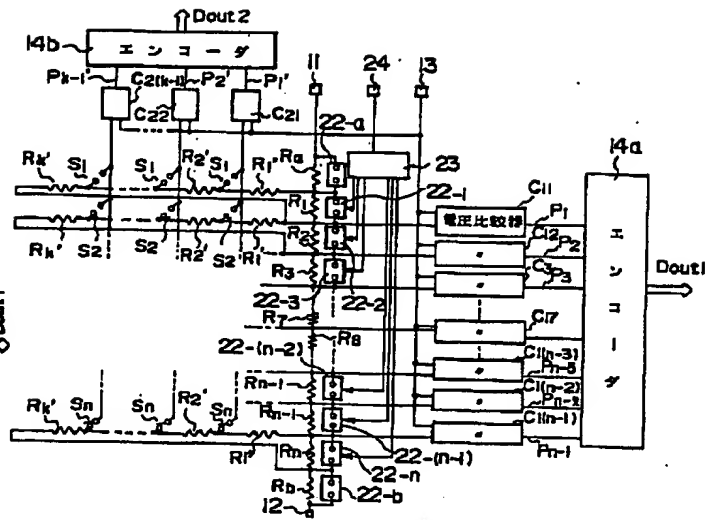 Dout2
14b
エンコーダ
Pk-1' P2' P1'
C2(k-1)
C22 C21
11 24 13
22-a
14a
Ra
23
C11
Rk' S1 S1 R2' S1 R1'
22-1
R1
電圧比較器
P1
C12
R2
〃
P2
Rk' S2 S2 R2' S2' R1'
C3
P3
R3
〃
22-3 22-2
エンコーダ
Dout1
R7
C17
〃
R8
22-(n-2)
C1(n-3)
〃
Pn-3
C1(n-2)
Rn-1
〃
Pn-2
Rk' Sn Sn R2' Sn
Rn-1
C1(n-1)
〃
Pn-1
R1'
22-(n-1)
Rn
22-n
Rb
22-b
12